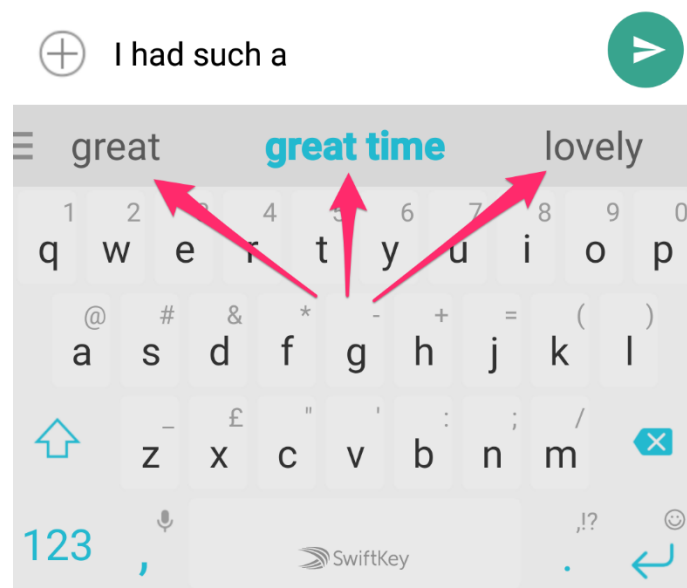 I had such a
great great time lovely
1 2 3 4 5 6 7 8 9 0
q w e r t y u i o p
@ # & * - + = ( )
a s d f g h j k l
_ £ " ' : ; /
z x c v b n m
123 , SwiftKey ,!? .